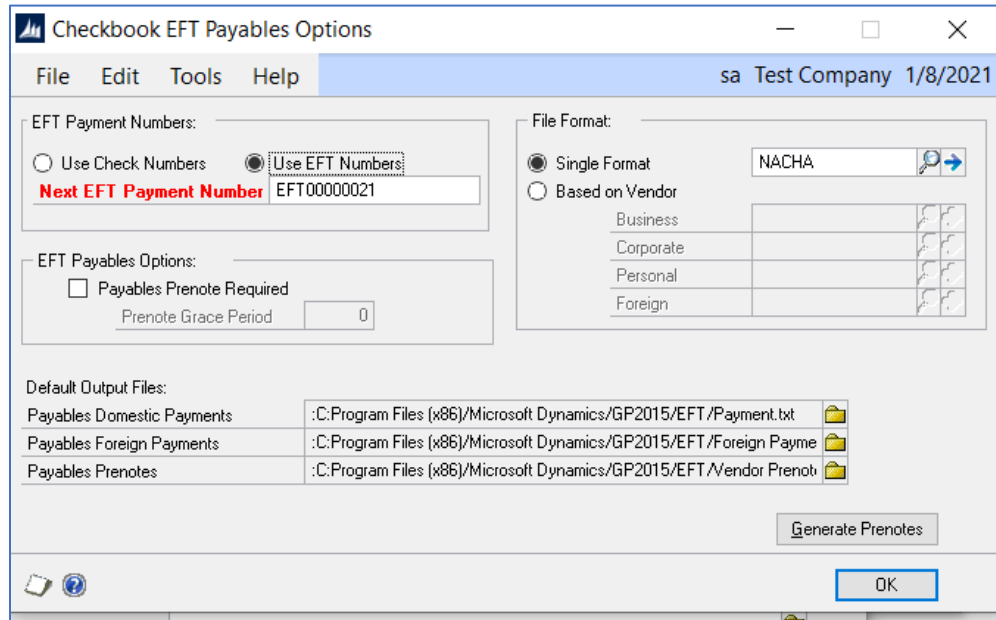 Checkbook EFT Payables Options
File Edit Tools Help sa Test Company 1/8/2021
EFT Payment Numbers:
Use Check Numbers Use EFT Numbers
Next EFT Payment Number EFT00000021
EFT Payables Options:
Payables Prenote Required
Prenote Grace Period 0
File Format:
Single Format NACHA
Based on Vendor
Business
Corporate
Personal
Foreign
Default Output Files:
Payables Domestic Payments :C:Program Files (x86)/Microsoft Dynamics/GP2015/EFT/Payment.txt
Payables Foreign Payments :C:Program Files (x86)/Microsoft Dynamics/GP2015/EFT/Foreign Payme
Payables Prenotes :C:Program Files (x86)/Microsoft Dynamics/GP2015/EFT/Vendor Prenot
Generate Prenotes
OK